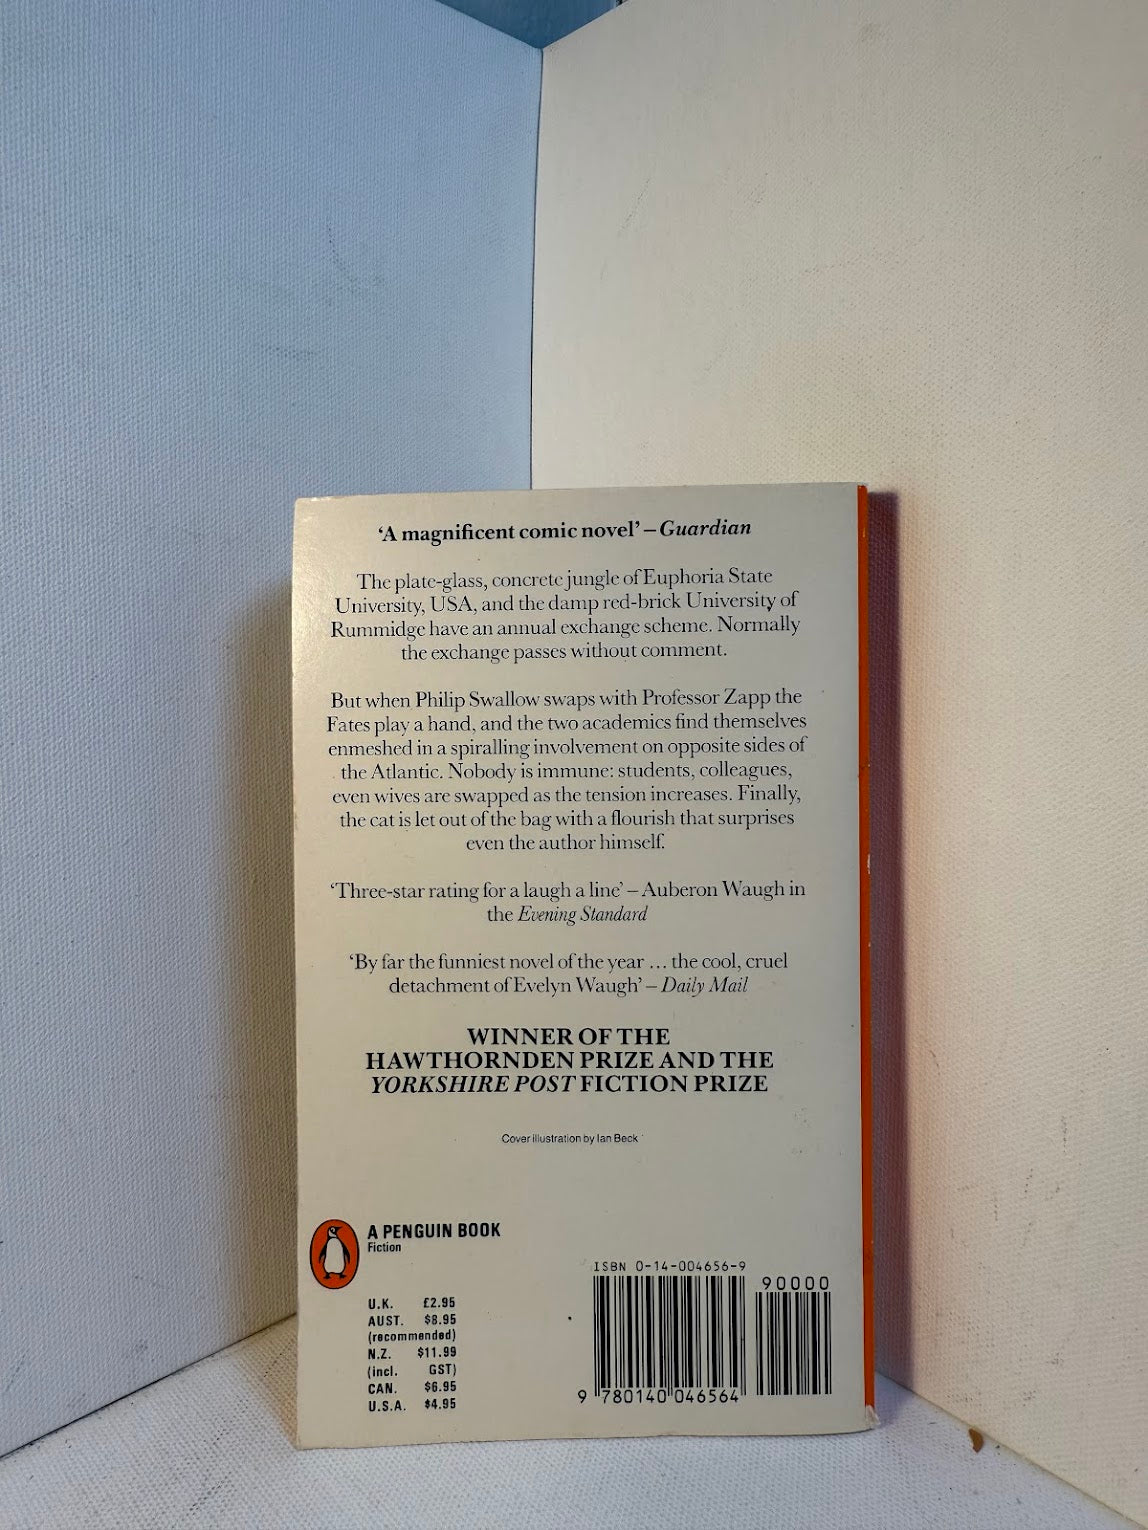 ‘A magnificent comic novel’ – Guardian
The plate-glass, concrete jungle of Euphoria State
University, USA, and the damp red-brick University of
Rummidge have an annual exchange scheme. Normally
the exchange passes without comment.
But when Philip Swallow swaps with Professor Zapp the
Fates play a hand, and the two academics find themselves
enmeshed in a spiralling involvement on opposite sides of
the Atlantic. Nobody is immune: students, colleagues,
even wives are swapped as the tension increases. Finally,
the cat is let out of the bag with a flourish that surprises
even the author himself.
‘Three-star rating for a laugh a line’ – Auberon Waugh in
the Evening Standard
‘By far the funniest novel of the year ... the cool, cruel
detachment of Evelyn Waugh’ – Daily Mail
WINNER OF THE
HAWTHORNDEN PRIZE AND THE
YORKSHIRE POST FICTION PRIZE
Cover illustration by Ian Beck
A PENGUIN BOOK
Fiction
U.K. £2.95
AUST. $8.95
(recommended)
N.Z. $11.99
(incl. GST)
CAN. $6.95
U.S.A. $4.95
ISBN 0-14-004656-9
90000
9 780140 046564